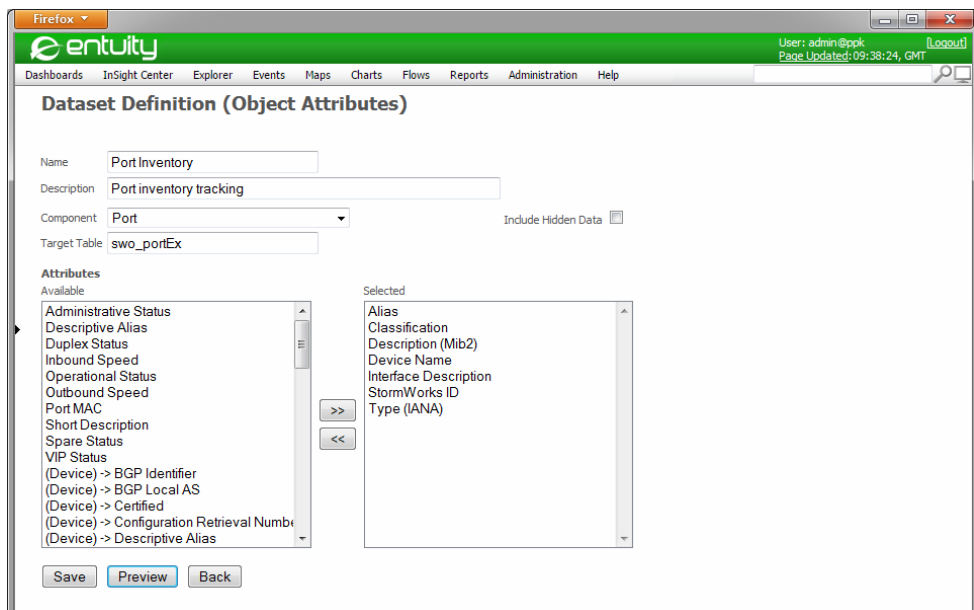 Firefox
entuity
User: admin@ppk [Logout]
Page Updated:09:38:24, GMT
Dashboards InSight Center Explorer Events Maps Charts Flows Reports Administration Help
Dataset Definition (Object Attributes)
Name Port Inventory
Description Port inventory tracking
Component Port Include Hidden Data
Target Table swo_portEx
Attributes
Available
Administrative Status
Descriptive Alias
Duplex Status
Inbound Speed
Operational Status
Outbound Speed
Port MAC
Short Description
Spare Status
VIP Status
(Device) -> BGP Identifier
(Device) -> BGP Local AS
(Device) -> Certified
(Device) -> Configuration Retrieval Numbe
(Device) -> Descriptive Alias
>>
<<
Selected
Alias
Classification
Description (Mib2)
Device Name
Interface Description
StormWorks ID
Type (IANA)
Save Preview Back